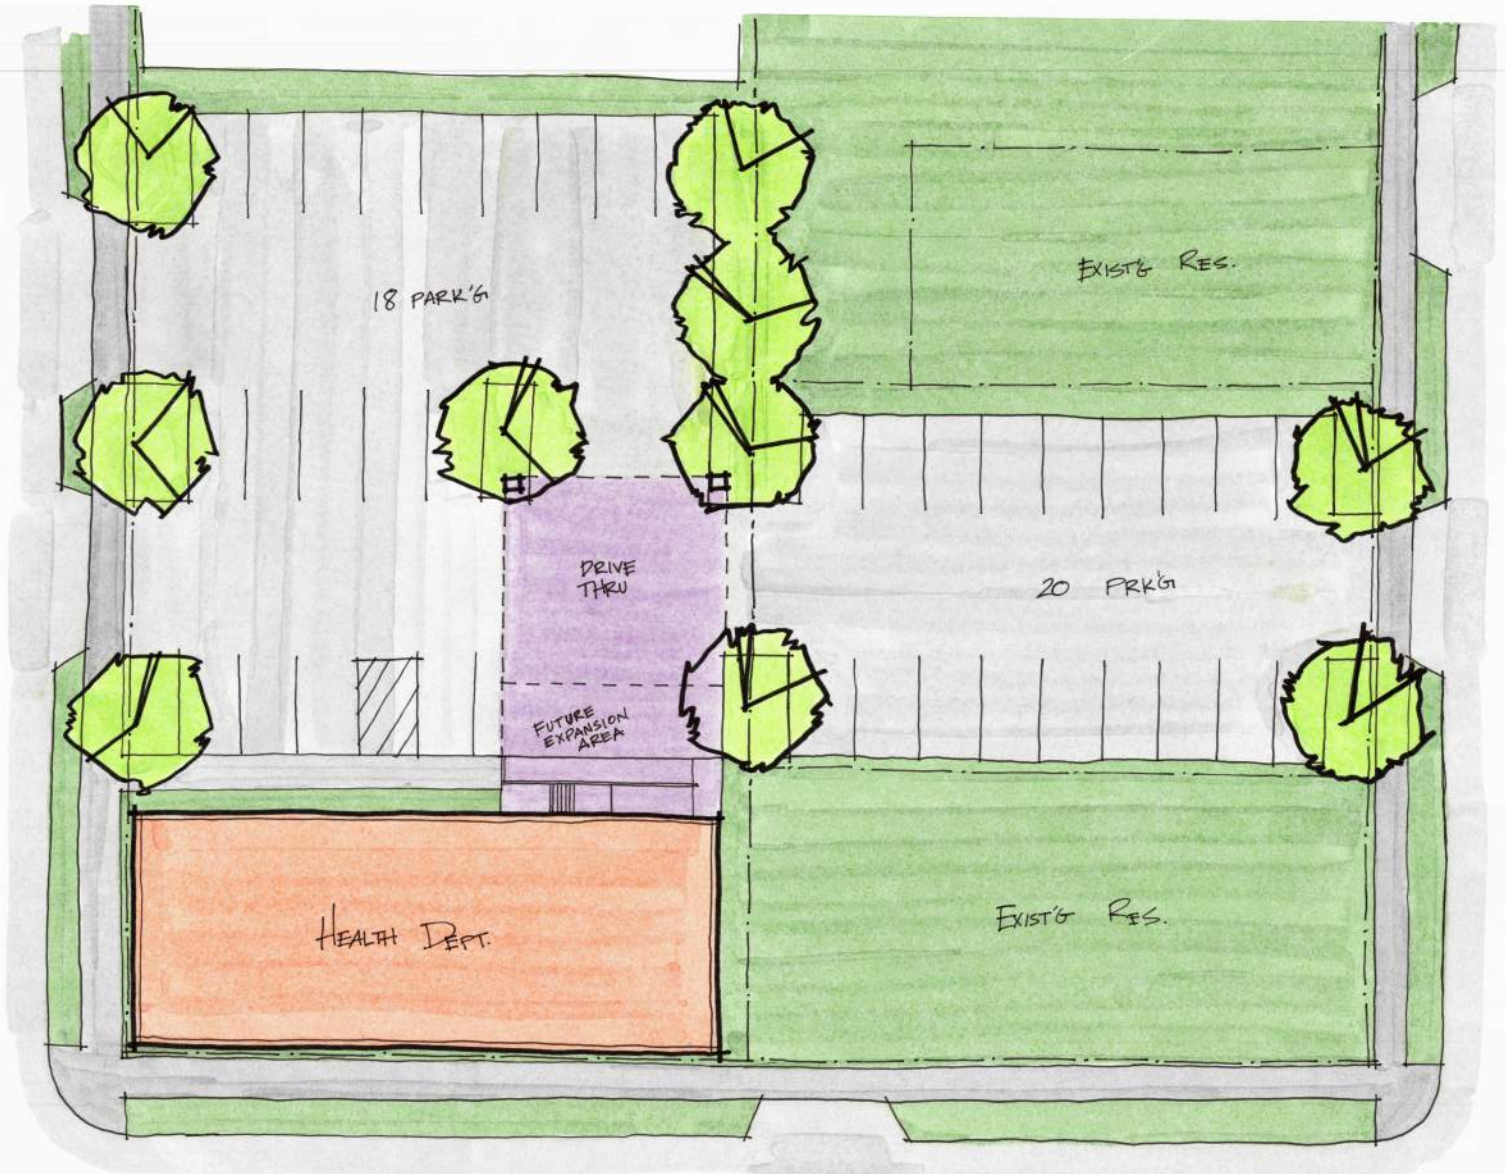 EXIST'G RES.
18 PARK'G
DRIVE
THRU
20 PRK'G
FUTURE
EXPANSION
AREA
HEALTH DEPT.
EXIST'G RES.